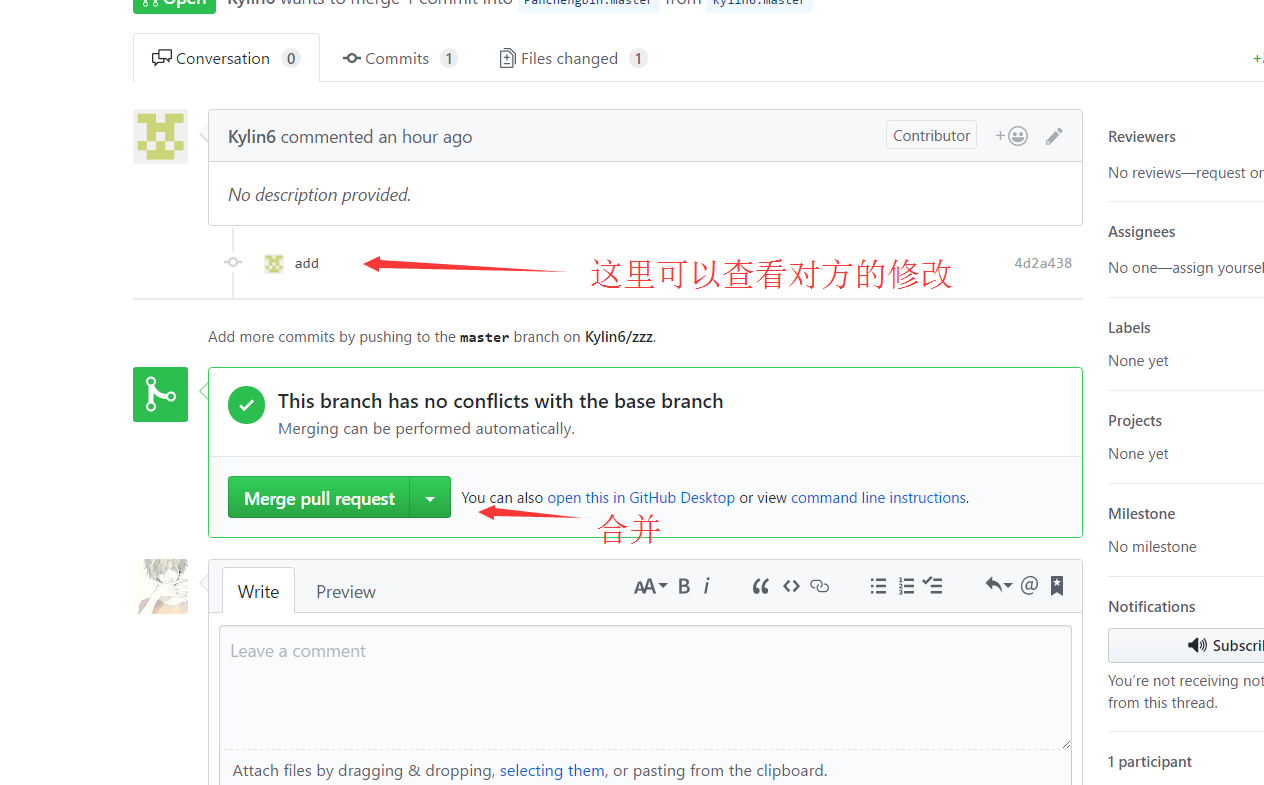 Open Kylin6 wants to merge 1 commit into Panchengbin:master from Kylin6:master
Conversation 0 Commits 1 Files changed 1
Kylin6 commented an hour ago Contributor
No description provided.
add 这里可以查看对方的修改 4d2a438
Add more commits by pushing to the master branch on Kylin6/zzz.
This branch has no conflicts with the base branch
Merging can be performed automatically.
Merge pull request You can also open this in GitHub Desktop or view command line instructions.
合并
Write Preview
Leave a comment
Attach files by dragging & dropping, selecting them, or pasting from the clipboard.
Reviewers
No reviews—request
Assignees
No one—assign
Labels
None yet
Projects
None yet
Milestone
No milestone
Notifications
Subscri
You’re not receiving not
from this thread.
1 participant